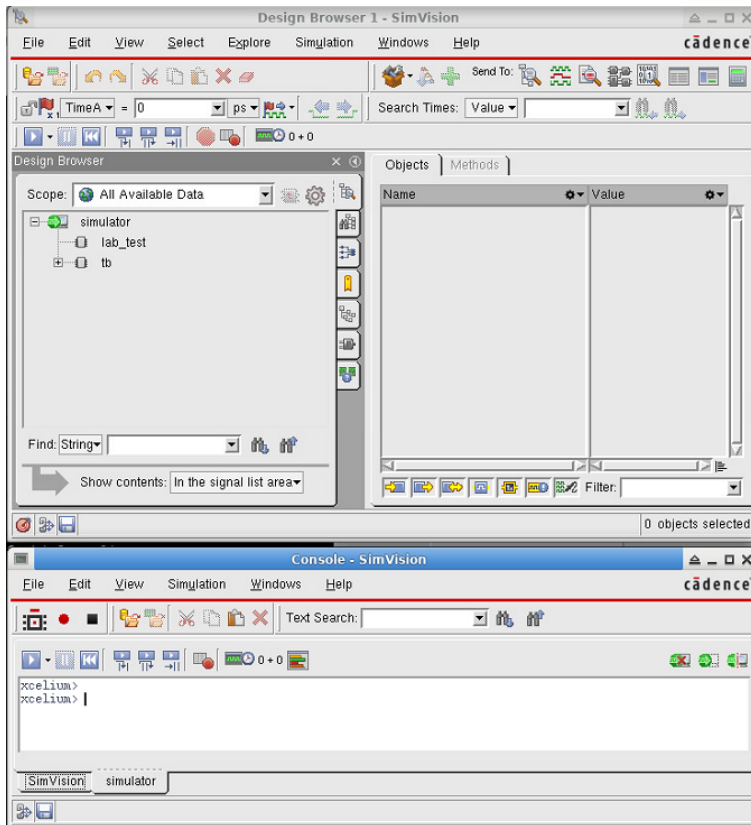 Design Browser 1 - SimVision
File Edit View Select Explore Simulation Windows Help cādence
Send To:
TimeA = 0 ps Search Times: Value
0 + 0
Design Browser
Objects Methods
Scope: All Available Data
Name Value
simulator
lab_test
tb
Find: String
Show contents: In the signal list area
Filter:
0 objects selected
Console - SimVision
File Edit View Simulation Windows Help cādence
Text Search:
0 + 0
xcelium>
xcelium>
SimVision simulator